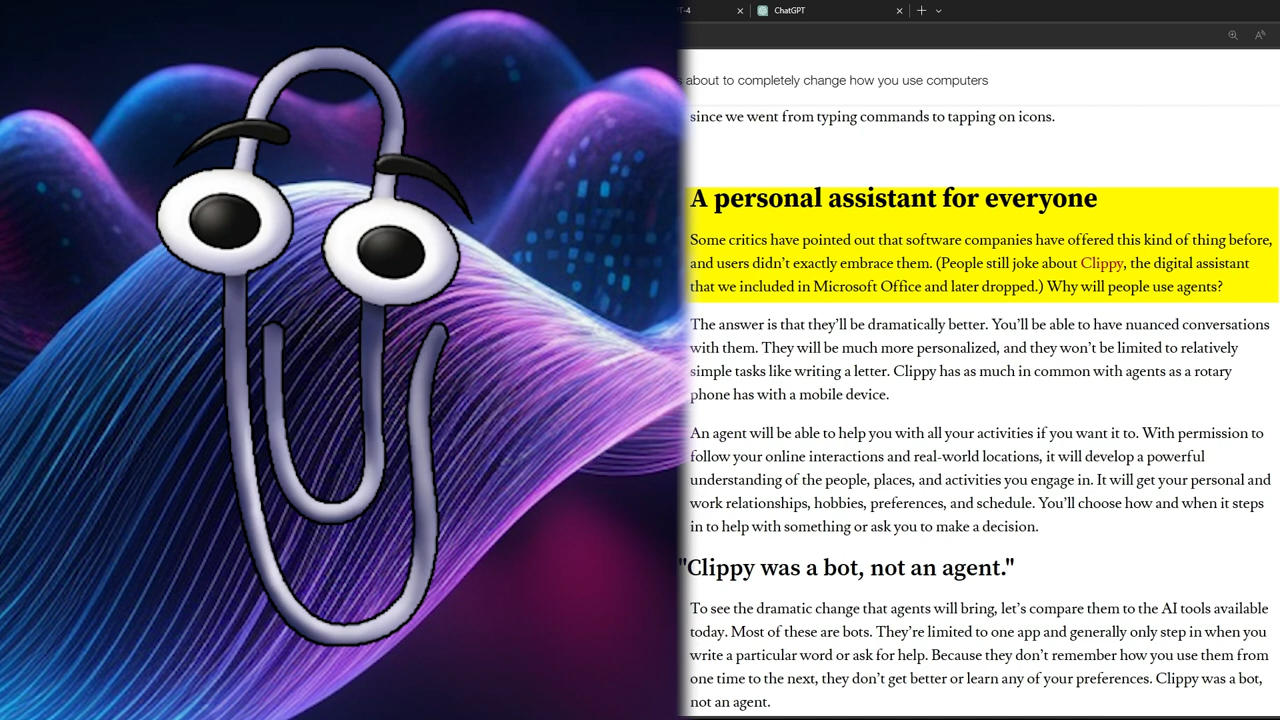 T-4
ChatGPT
s about to completely change how you use computers
since we went from typing commands to tapping on icons.
A personal assistant for everyone
Some critics have pointed out that software companies have offered this kind of thing before,
and users didn’t exactly embrace them. (People still joke about Clippy, the digital assistant
that we included in Microsoft Office and later dropped.) Why will people use agents?
The answer is that they’ll be dramatically better. You’ll be able to have nuanced conversations
with them. They will be much more personalized, and they won’t be limited to relatively
simple tasks like writing a letter. Clippy has as much in common with agents as a rotary
phone has with a mobile device.
An agent will be able to help you with all your activities if you want it to. With permission to
follow your online interactions and real-world locations, it will develop a powerful
understanding of the people, places, and activities you engage in. It will get your personal and
work relationships, hobbies, preferences, and schedule. You’ll choose how and when it steps
in to help with something or ask you to make a decision.
"Clippy was a bot, not an agent."
To see the dramatic change that agents will bring, let’s compare them to the AI tools available
today. Most of these are bots. They’re limited to one app and generally only step in when you
write a particular word or ask for help. Because they don’t remember how you use them from
one time to the next, they don’t get better or learn any of your preferences. Clippy was a bot,
not an agent.